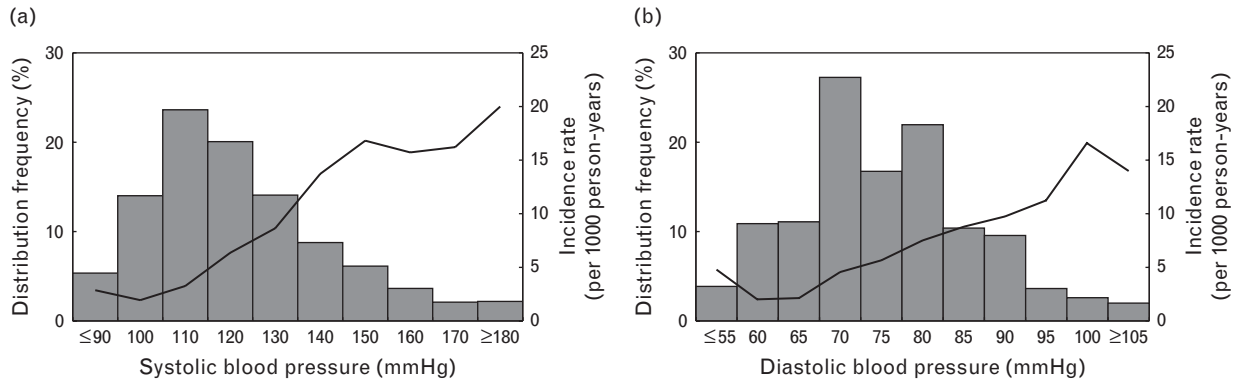 (a)
30
20
10
0
Distribution frequency (%)
25
20
15
10
5
0
Incidence rate
(per 1000 person-years)
≤90 100 110 120 130 140 150 160 170 ≥180
Systolic blood pressure (mmHg)
(b)
30
20
10
0
Distribution frequency (%)
25
20
15
10
5
0
Incidence rate
(per 1000 person-years)
≤55 60 65 70 75 80 85 90 95 100 ≥105
Diastolic blood pressure (mmHg)